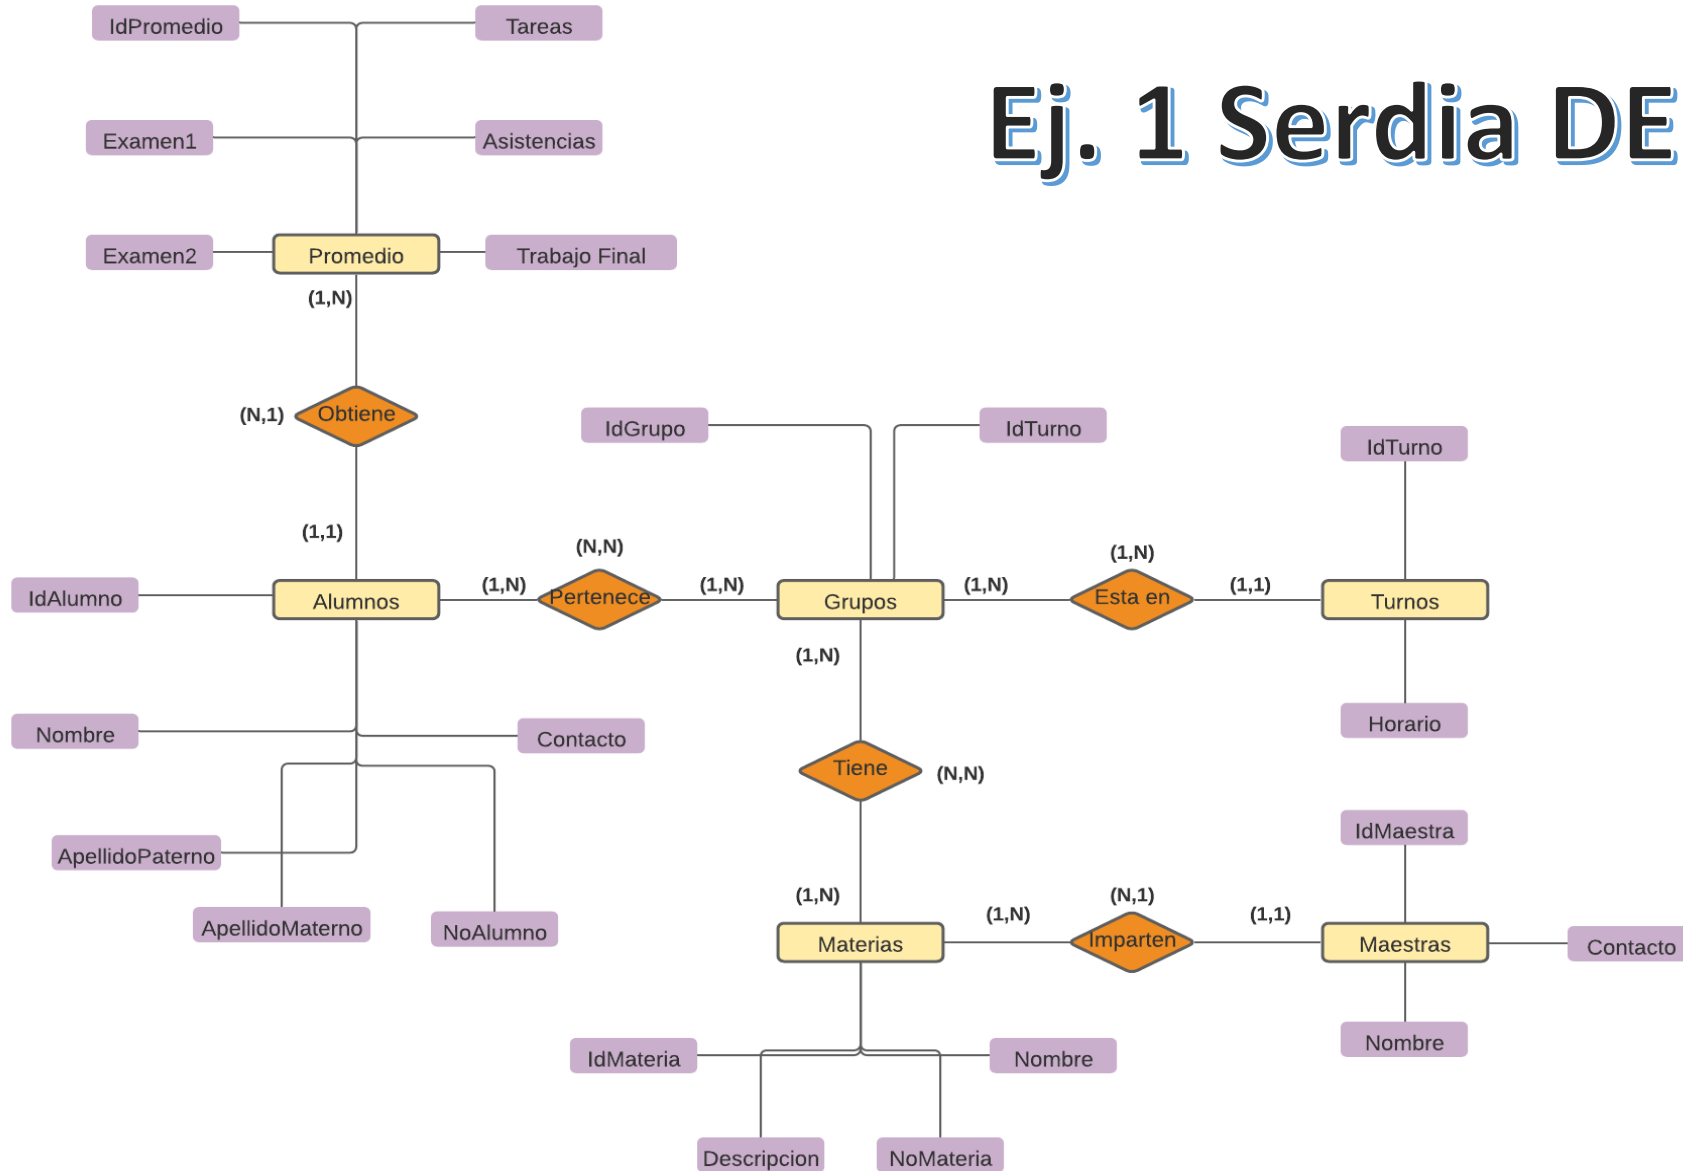 IdPromedio
Tareas
Ej. 1 Serdia DE
Examen1
Asistencias
Examen2
Promedio
Trabajo Final
(1,N)
(N,1)
Obtiene
IdGrupo
IdTurno
IdTurno
(1,1)
(N,N)
(1,N)
IdAlumno
Alumnos
(1,N)
Pertenece
(1,N)
Grupos
(1,N)
Esta en
(1,1)
Turnos
(1,N)
Nombre
Contacto
Horario
Tiene
(N,N)
IdMaestra
ApellidoPaterno
(1,N)
(N,1)
ApellidoMaterno
NoAlumno
Materias
(1,N)
Imparten
(1,1)
Maestras
Contacto
IdMateria
Nombre
Nombre
Descripcion
NoMateria